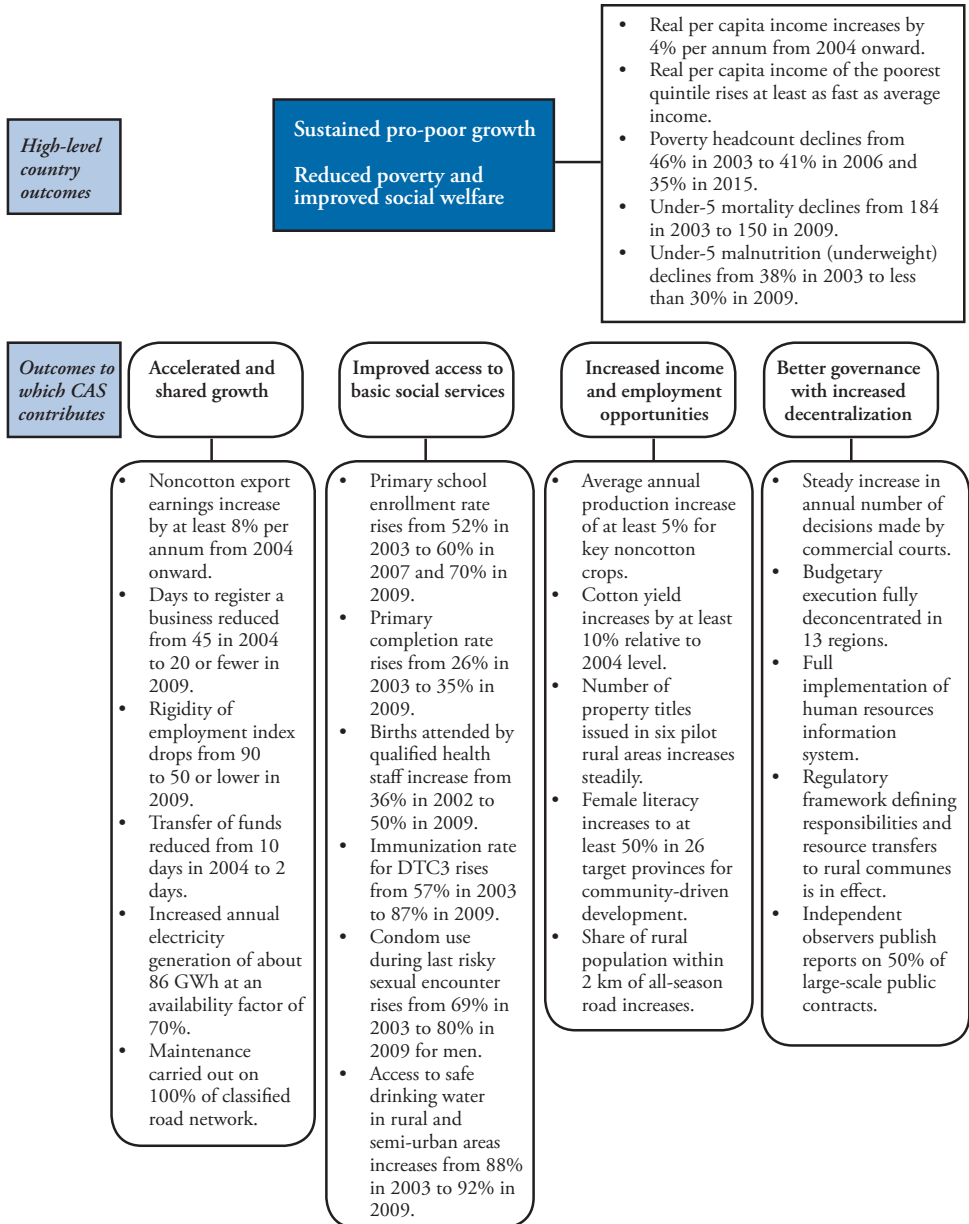 High-level
country
outcomes
Sustained pro-poor growth
Reduced poverty and
improved social welfare
• Real per capita income increases by
4% per annum from 2004 onward.
• Real per capita income of the poorest
quintile rises at least as fast as average
income.
• Poverty headcount declines from
46% in 2003 to 41% in 2006 and
35% in 2015.
• Under-5 mortality declines from 184
in 2003 to 150 in 2009.
• Under-5 malnutrition (underweight)
declines from 38% in 2003 to less
than 30% in 2009.
Outcomes to
which CAS
contributes
Accelerated and
shared growth
• Noncotton export
earnings increase
by at least 8% per
annum from 2004
onward.
• Days to register a
business reduced
from 45 in 2004
to 20 or fewer in
2009.
• Rigidity of
employment index
drops from 90
to 50 or lower in
2009.
• Transfer of funds
reduced from 10
days in 2004 to 2
days.
• Increased annual
electricity
generation of about
86 GWh at an
availability factor of
70%.
• Maintenance
carried out on
100% of classified
road network.
Improved access to
basic social services
• Primary school
enrollment rate
rises from 52% in
2003 to 60% in
2007 and 70% in
2009.
• Primary
completion rate
rises from 26% in
2003 to 35% in
2009.
• Births attended by
qualified health
staff increase from
36% in 2002 to
50% in 2009.
• Immunization rate
for DTC3 rises
from 57% in 2003
to 87% in 2009.
• Condom use
during last risky
sexual encounter
rises from 69% in
2003 to 80% in
2009 for men.
• Access to safe
drinking water
in rural and
semi-urban areas
increases from 88%
in 2003 to 92% in
2009.
Increased income
and employment
opportunities
• Average annual
production increase
of at least 5% for
key noncotton
crops.
• Cotton yield
increases by at least
10% relative to
2004 level.
• Number of
property titles
issued in six pilot
rural areas increases
steadily.
• Female literacy
increases to at
least 50% in 26
target provinces for
community-driven
development.
• Share of rural
population within
2 km of all-season
road increases.
Better governance
with increased
decentralization
• Steady increase in
annual number of
decisions made by
commercial courts.
• Budgetary
execution fully
deconcentrated in
13 regions.
• Full
implementation of
human resources
information
system.
• Regulatory
framework defining
responsibilities and
resource transfers
to rural communes
is in effect.
• Independent
observers publish
reports on 50% of
large-scale public
contracts.